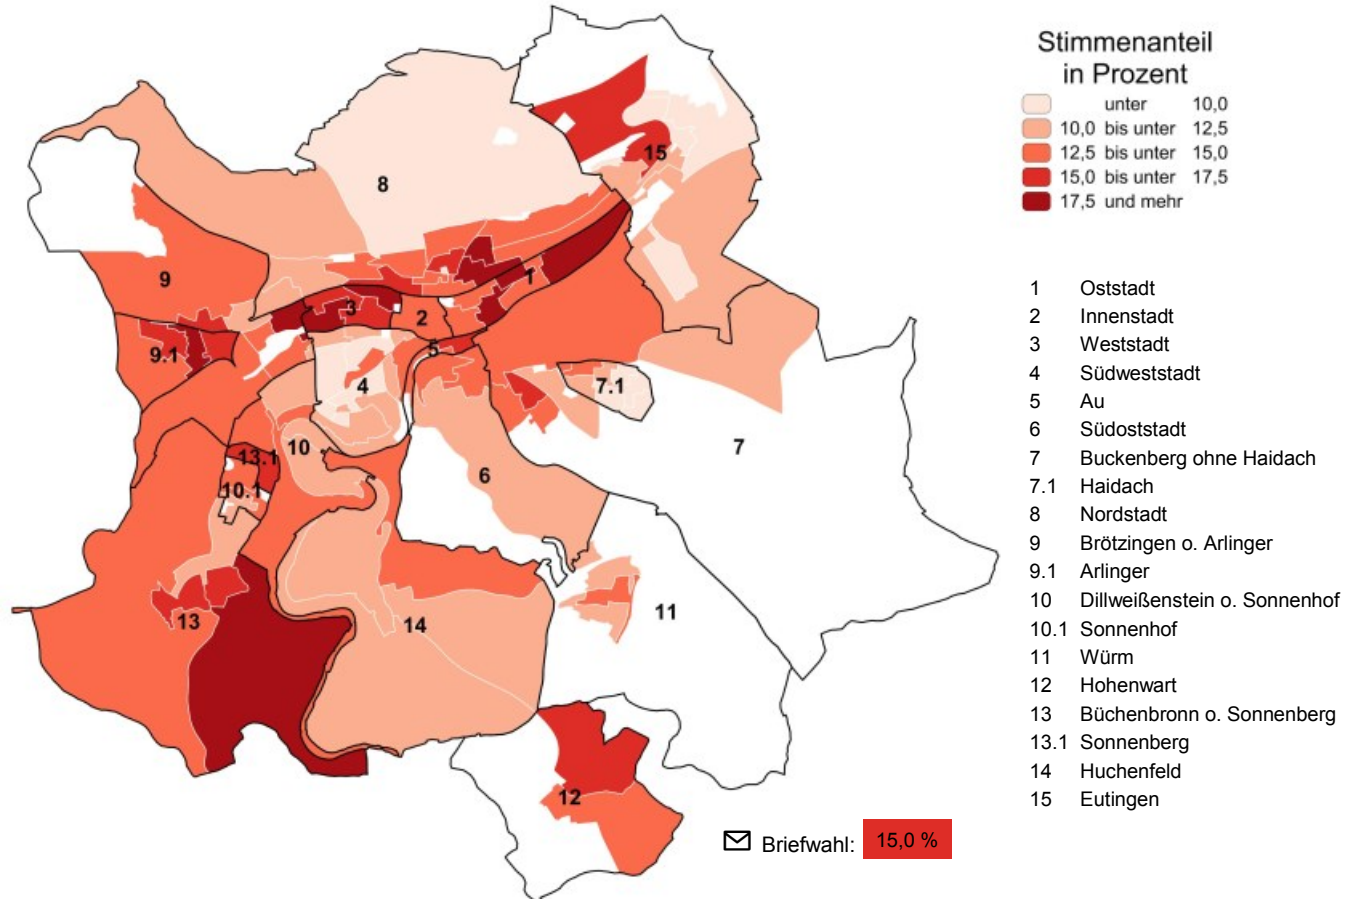 Stimmenanteil
in Prozent
unter 10,0
10,0 bis unter 12,5
12,5 bis unter 15,0
15,0 bis unter 17,5
17,5 und mehr
1 Oststadt
2 Innenstadt
3 Weststadt
4 Südweststadt
5 Au
6 Südoststadt
7 Buckenberg ohne Haidach
7.1 Haidach
8 Nordstadt
9 Brötzingen o. Arlinger
9.1 Arlinger
10 Dillweißenstein o. Sonnenhof
10.1 Sonnenhof
11 Würm
12 Hohenwart
13 Büchenbronn o. Sonnenberg
13.1 Sonnenberg
14 Huchenfeld
15 Eutingen
15
8
9
1
3
2
9.1
5
4
7.1
10
7
13.1
6
10.1
11
13
14
12
Briefwahl: 15,0 %